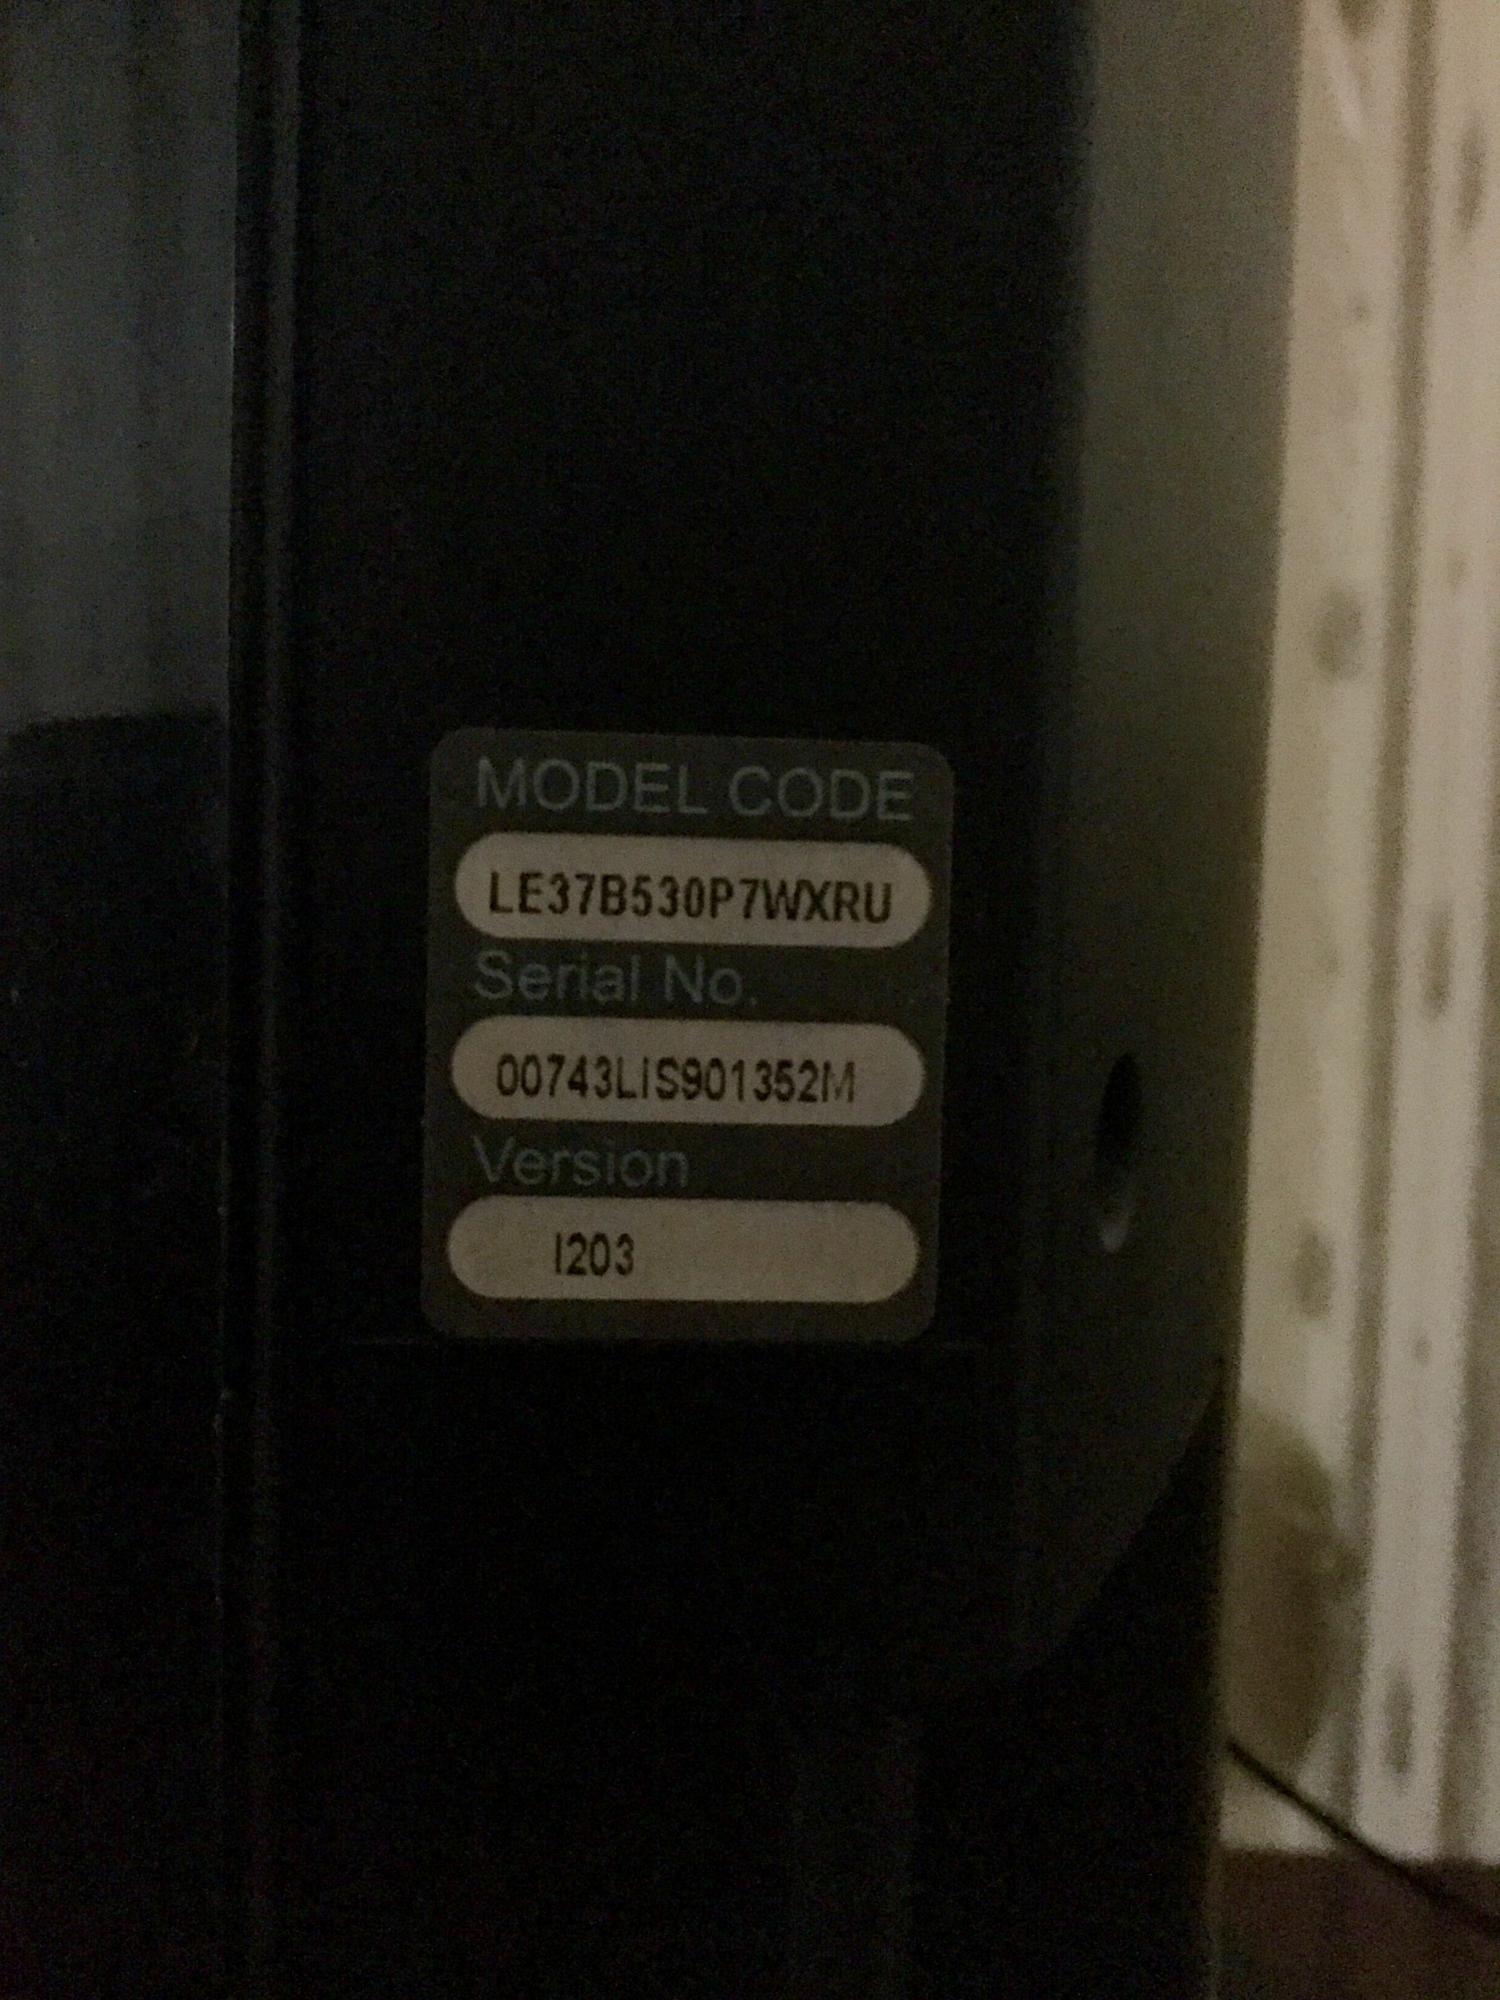 MODEL CODE
LE37B530P7WXRU
Serial No.
00743LIS901352M
Version
I203